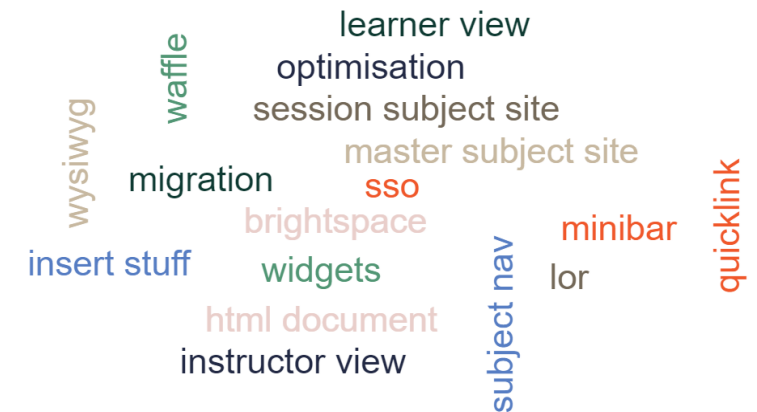 learner view
waffle
optimisation
wysiwyg
session subject site
master subject site
migration
sso
quicklink
brightspace
minibar
insert stuff
widgets
subject nav
lor
html document
instructor view